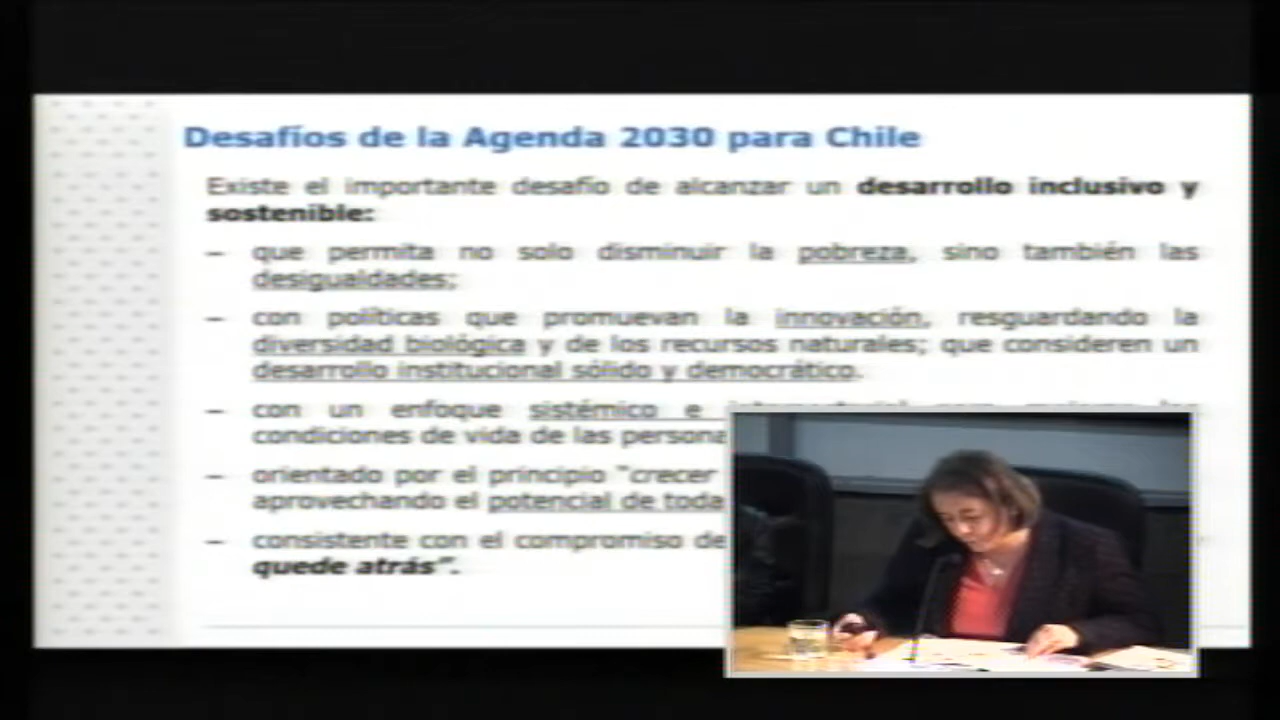 Desafíos de la Agenda 2030 para Chile
Existe el importante desafío de alcanzar un desarrollo inclusivo y
sostenible:
– que permita no solo disminuir la pobreza, sino también las
desigualdades;
– con políticas que promuevan la innovación, resguardando la
diversidad biológica y de los recursos naturales; que consideren un
desarrollo institucional sólido y democrático.
– con un enfoque sistémico e
condiciones de vida de las
– orientado por el principio "crecer
aprovechando el potencial de
– consistente con el compromiso
quede atrás".